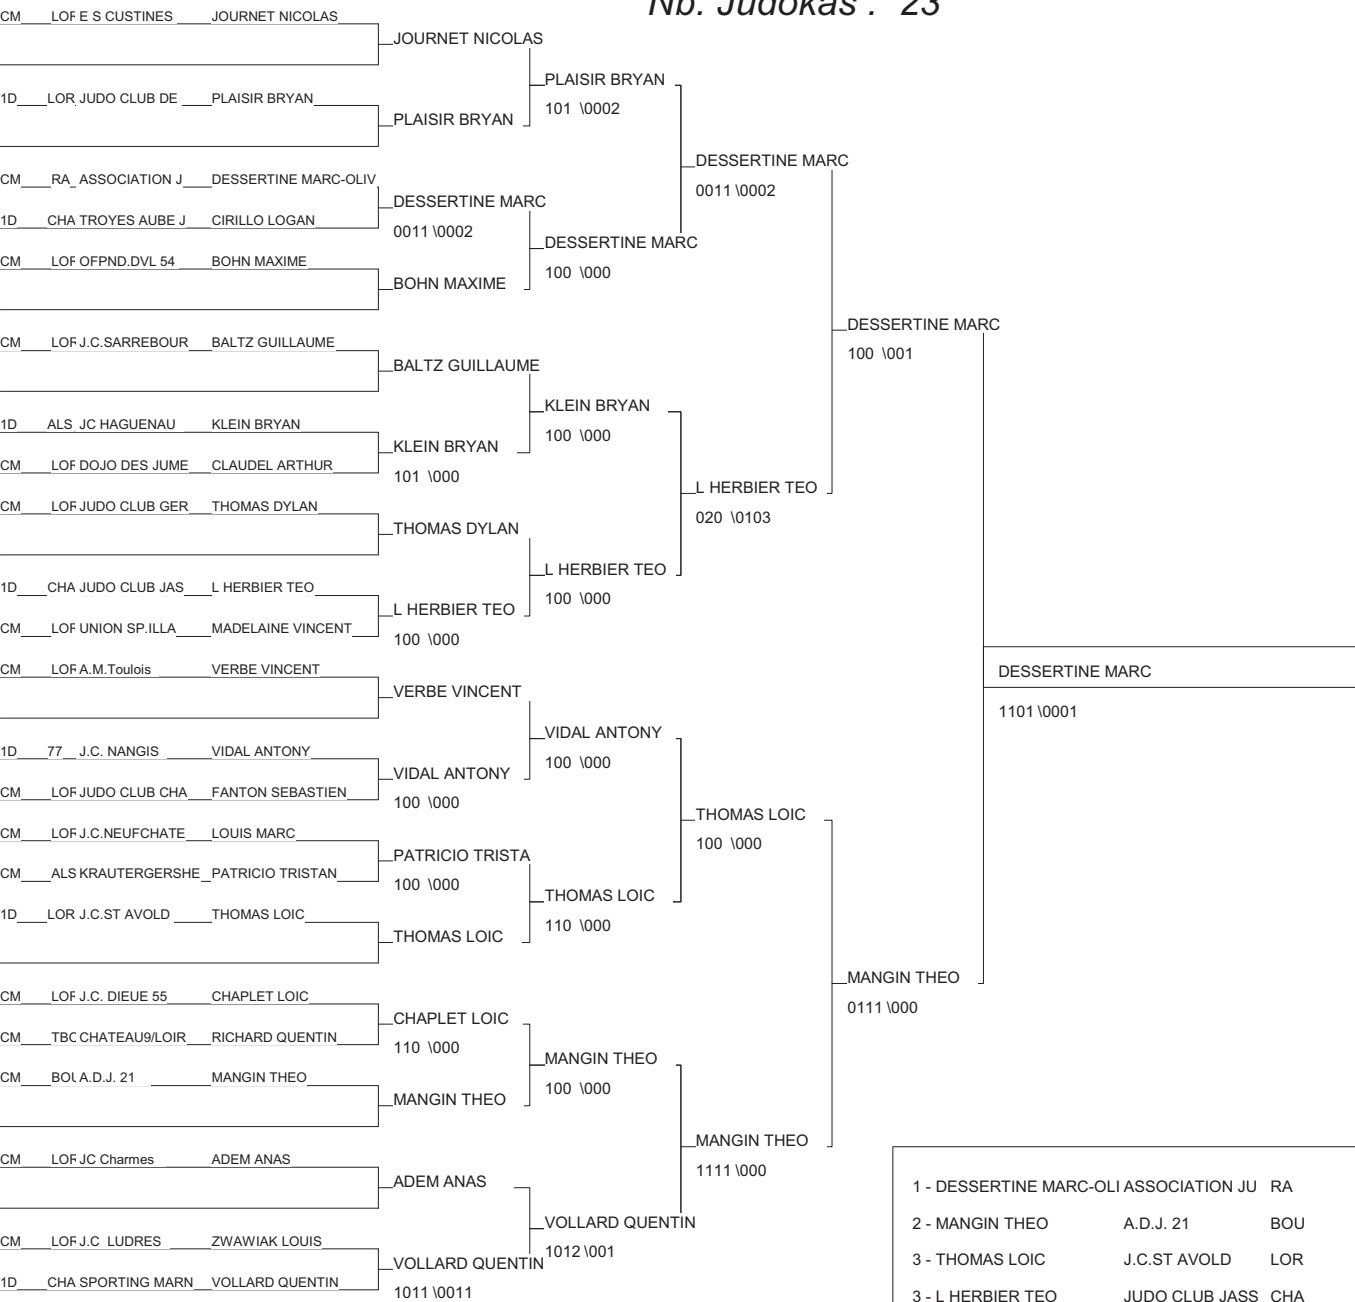 Nb. Judokas : 23
CM LOF E S CUSTINES JOURNET NICOLAS
JOURNET NICOLAS
PLAISIR BRYAN
101 \0002
1D LOR JUDO CLUB DE PLAISIR BRYAN
PLAISIR BRYAN
DESSERTINE MARC
0011 \0002
CM RA ASSOCIATION J DESSERTINE MARC-OLIV
DESSERTINE MARC
0011 \0002
1D CHA TROYES AUBE J CIRILLO LOGAN
DESSERTINE MARC
100 \000
CM LOF OFPND.DVL 54 BOHN MAXIME
BOHN MAXIME
DESSERTINE MARC
100 \001
CM LOF J.C.SARREBOUR BALTZ GUILLAUME
BALTZ GUILLAUME
KLEIN BRYAN
100 \000
1D ALS JC HAGUENAU KLEIN BRYAN
KLEIN BRYAN
101 \000
CM LOF DOJO DES JUME CLAUDEL ARTHUR
L HERBIER TEO
020 \0103
CM LOF JUDO CLUB GER THOMAS DYLAN
THOMAS DYLAN
L HERBIER TEO
100 \000
1D CHA JUDO CLUB JAS L HERBIER TEO
L HERBIER TEO
100 \000
CM LOF UNION SP.ILLA MADELAINE VINCENT
CM LOF A.M.Toulois VERBE VINCENT
DESSERTINE MARC
1101 \0001
VERBE VINCENT
VIDAL ANTONY
100 \000
1D 77 J.C. NANGIS VIDAL ANTONY
VIDAL ANTONY
100 \000
CM LOF JUDO CLUB CHA FANTON SEBASTIEN
THOMAS LOIC
100 \000
CM LOF J.C.NEUFCHATE LOUIS MARC
PATRICIO TRISTA
100 \000
CM ALS KRAUTERGERSHE PATRICIO TRISTAN
THOMAS LOIC
110 \000
1D LOR J.C.ST AVOLD THOMAS LOIC
THOMAS LOIC
MANGIN THEO
0111 \000
CM LOF J.C. DIEUE 55 CHAPLET LOIC
CHAPLET LOIC
110 \000
CM TBC CHATEAU9/LOIR RICHARD QUENTIN
MANGIN THEO
100 \000
CM BOU A.D.J. 21 MANGIN THEO
MANGIN THEO
MANGIN THEO
1111 \000
CM LOF JC Charmes ADEM ANAS
ADEM ANAS
VOLLARD QUENTIN
1012 \001
CM LOF J.C LUDRES ZWAWIAK LOUIS
VOLLARD QUENTIN
1011 \0011
1D CHA SPORTING MARN VOLLARD QUENTIN
1 - DESSERTINE MARC-OLI ASSOCIATION JU RA
2 - MANGIN THEO A.D.J. 21 BOU
3 - THOMAS LOIC J.C.ST AVOLD LOR
3 - L HERBIER TEO JUDO CLUB JASS CHA